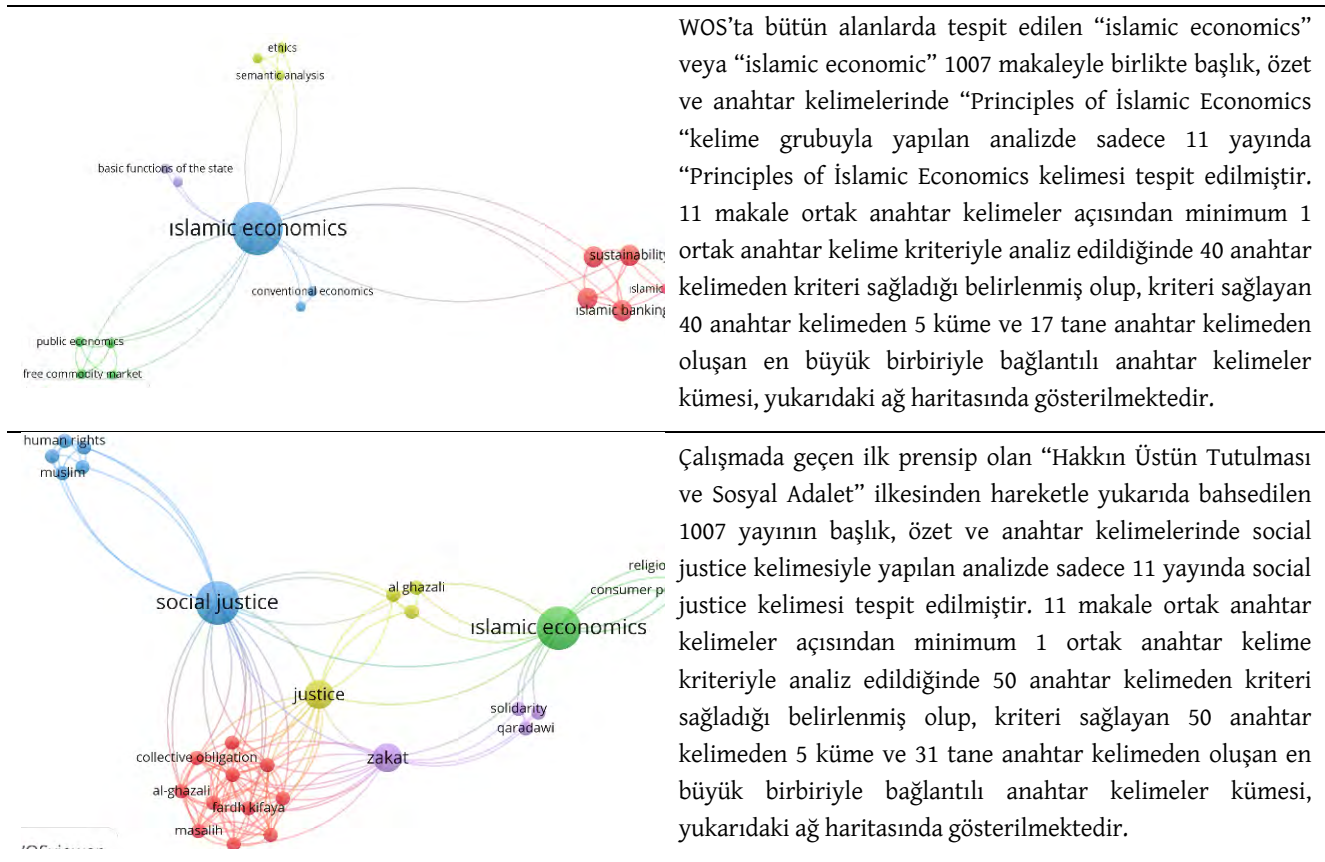 ethics
semantic analysis
basic functions of the state
ıslamic economics
sustainability
ıslamic
conventional economics
ıslamic banking
public economics
free commodity market
WOS’ta bütün alanlarda tespit edilen “islamic economics”
veya “islamic economic” 1007 makaleyle birlikte başlık, özet
ve anahtar kelimelerinde “Principles of İslamic Economics
“kelime grubuyla yapılan analizde sadece 11 yayında
“Principles of İslamic Economics kelimesi tespit edilmiştir.
11 makale ortak anahtar kelimeler açısından minimum 1
ortak anahtar kelime kriteriyle analiz edildiğinde 40 anahtar
kelimeden kriteri sağladığı belirlenmiş olup, kriteri sağlayan
40 anahtar kelimeden 5 küme ve 17 tane anahtar kelimeden
oluşan en büyük birbiriyle bağlantılı anahtar kelimeler
kümesi, yukarıdaki ağ haritasında gösterilmektedir.
human rights
muslim
religio
al ghazali
consumer p
social justice
ıslamic economics
justice
solidarity
qaradawi
collective obligation
zakat
al-ghazali
fardh kifaya
masalih
Çalışmada geçen ilk prensip olan “Hakkın Üstün Tutulması
ve Sosyal Adalet” ilkesinden hareketle yukarıda bahsedilen
1007 yayının başlık, özet ve anahtar kelimelerinde social
justice kelimesiyle yapılan analizde sadece 11 yayında social
justice kelimesi tespit edilmiştir. 11 makale ortak anahtar
kelimeler açısından minimum 1 ortak anahtar kelime
kriteriyle analiz edildiğinde 50 anahtar kelimeden kriteri
sağladığı belirlenmiş olup, kriteri sağlayan 50 anahtar
kelimeden 5 küme ve 31 tane anahtar kelimeden oluşan en
büyük birbiriyle bağlantılı anahtar kelimeler kümesi,
yukarıdaki ağ haritasında gösterilmektedir.